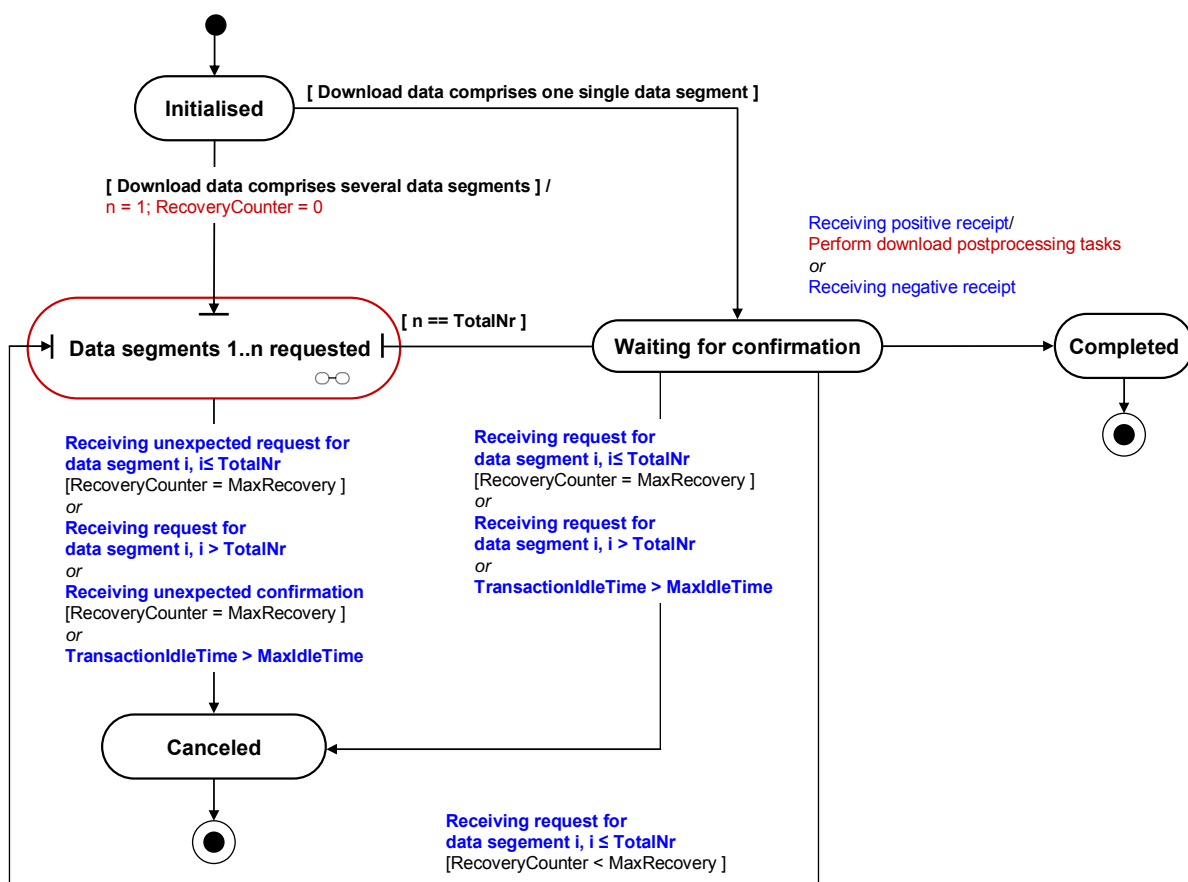 [ Download data comprises one single data segment ]
Initialised
[ Download data comprises several data segments ] /
n = 1; RecoveryCounter = 0
Receiving positive receipt/
Perform download postprocessing tasks
or
Receiving negative receipt
[ n == TotalNr ]
Data segments 1..n requested
Waiting for confirmation
Completed
Receiving unexpected request for
data segment i, i≤ TotalNr
[RecoveryCounter = MaxRecovery ]
or
Receiving request for
data segment i, i > TotalNr
or
Receiving unexpected confirmation
[RecoveryCounter = MaxRecovery ]
or
TransactionIdleTime > MaxIdleTime
Receiving request for
data segment i, i≤ TotalNr
[RecoveryCounter = MaxRecovery ]
or
Receiving request for
data segment i, i > TotalNr
or
TransactionIdleTime > MaxIdleTime
Canceled
Receiving request for
data segement i, i ≤ TotalNr
[RecoveryCounter < MaxRecovery ]